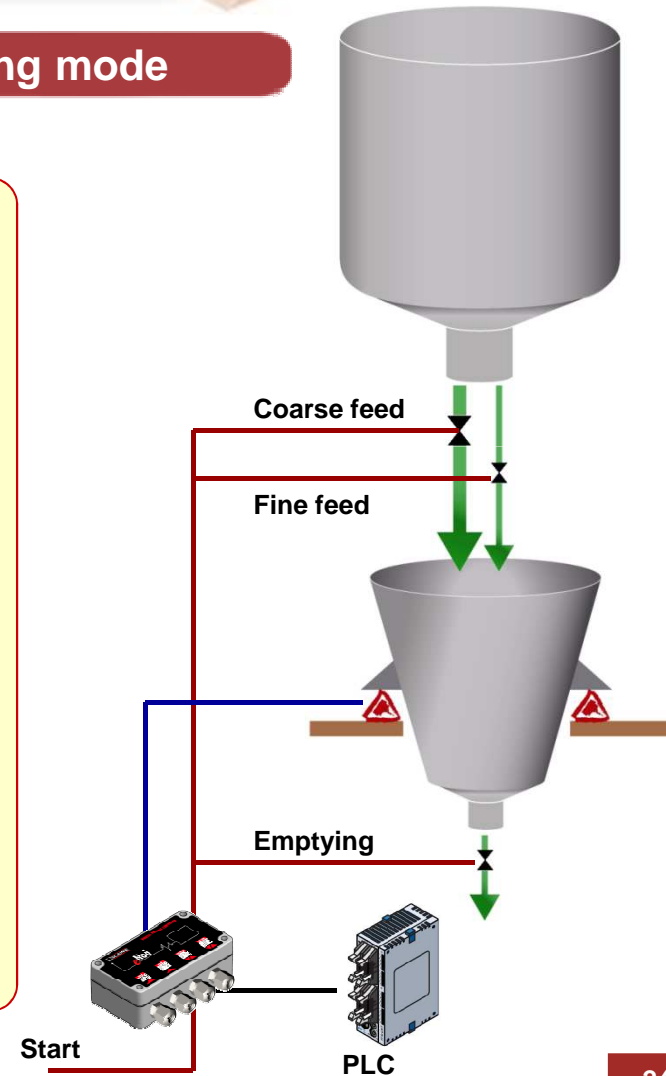 ng mode
Coarse feed
Fine feed
Emptying
Start
PLC